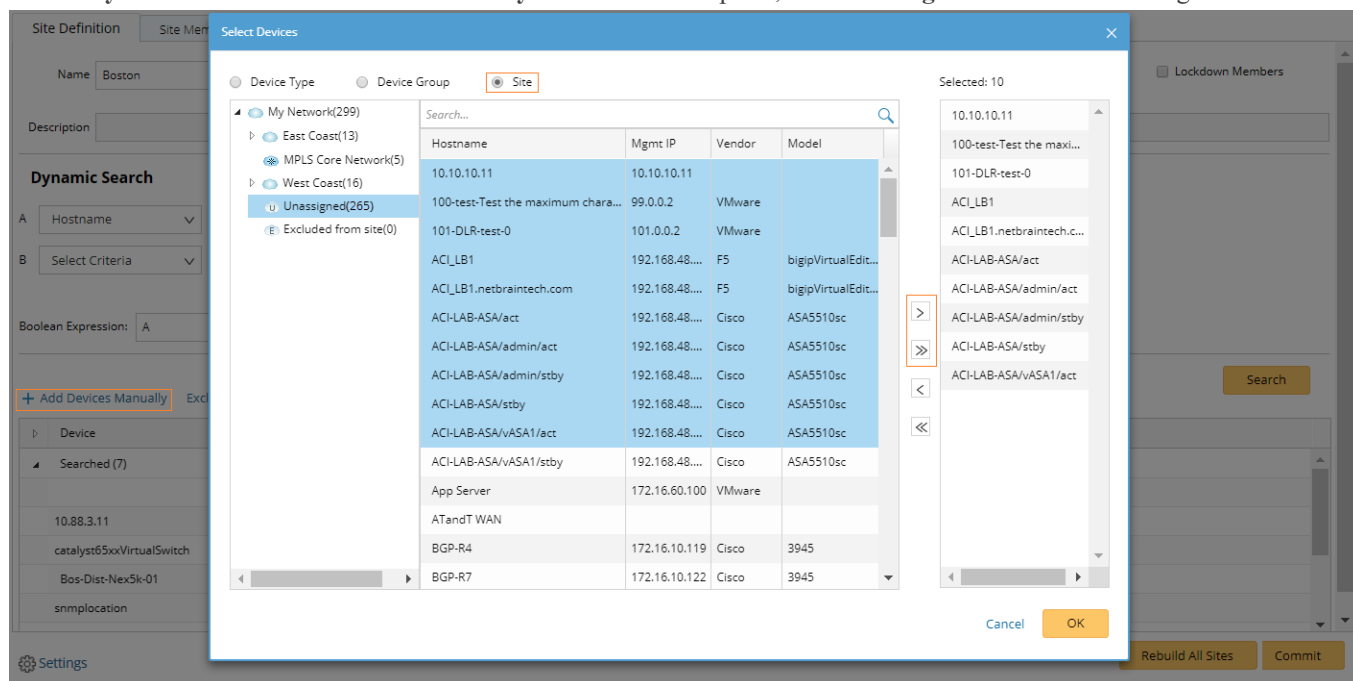 Site Definition
Site Mem
Name
Boston
Description
Dynamic Search
A
Hostname
B
Select Criteria
Boolean Expression:
A
+ Add Devices Manually
Excl
Device
Searched (7)
10.88.3.11
catalyst65xxVirtualSwitch
Bos-Dist-Nex5k-01
snmplocation
Settings
Select Devices
Device Type
Device Group
Site
My Network(299)
East Coast(13)
MPLS Core Network(5)
West Coast(16)
Unassigned(265)
Excluded from site(0)
Search...
Hostname Mgmt IP Vendor Model
10.10.10.11 10.10.10.11
100-test-Test the maximum chara... 99.0.0.2 VMware
101-DLR-test-0 101.0.0.2 VMware
ACI_LB1 192.168.48.... F5 bigipVirtualEdit...
ACI_LB1.netbraintech.com 192.168.48.... F5 bigipVirtualEdit...
ACI-LAB-ASA/act 192.168.48.... Cisco ASA5510sc
ACI-LAB-ASA/admin/act 192.168.48.... Cisco ASA5510sc
ACI-LAB-ASA/admin/stby 192.168.48.... Cisco ASA5510sc
ACI-LAB-ASA/stby 192.168.48.... Cisco ASA5510sc
ACI-LAB-ASA/vASA1/act 192.168.48.... Cisco ASA5510sc
ACI-LAB-ASA/vASA1/stby 192.168.48.... Cisco ASA5510sc
App Server 172.16.60.100 VMware
ATandT WAN
BGP-R4 172.16.10.119 Cisco 3945
BGP-R7 172.16.10.122 Cisco 3945
Selected: 10
10.10.10.11
100-test-Test the maxi...
101-DLR-test-0
ACI_LB1
ACI_LB1.netbraintech.c...
ACI-LAB-ASA/act
ACI-LAB-ASA/admin/act
ACI-LAB-ASA/admin/stby
ACI-LAB-ASA/stby
ACI-LAB-ASA/vASA1/act
Cancel
OK
Lockdown Members
Search
Rebuild All Sites
Commit